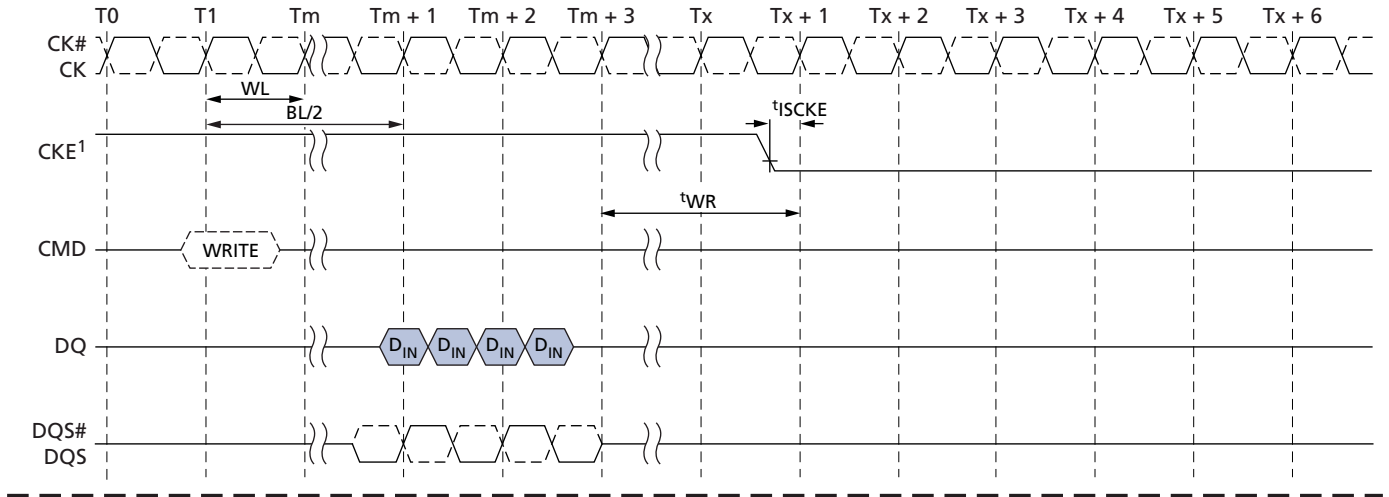 T0 T1 Tm Tm + 1 Tm + 2 Tm + 3 Tx Tx + 1 Tx + 2 Tx + 3 Tx + 4 Tx + 5 Tx + 6
CK#
CK
WL
BL/2
tISCKE
CKE1
tWR
CMD WRITE
DQ DIN DIN DIN DIN
DQS#
DQS